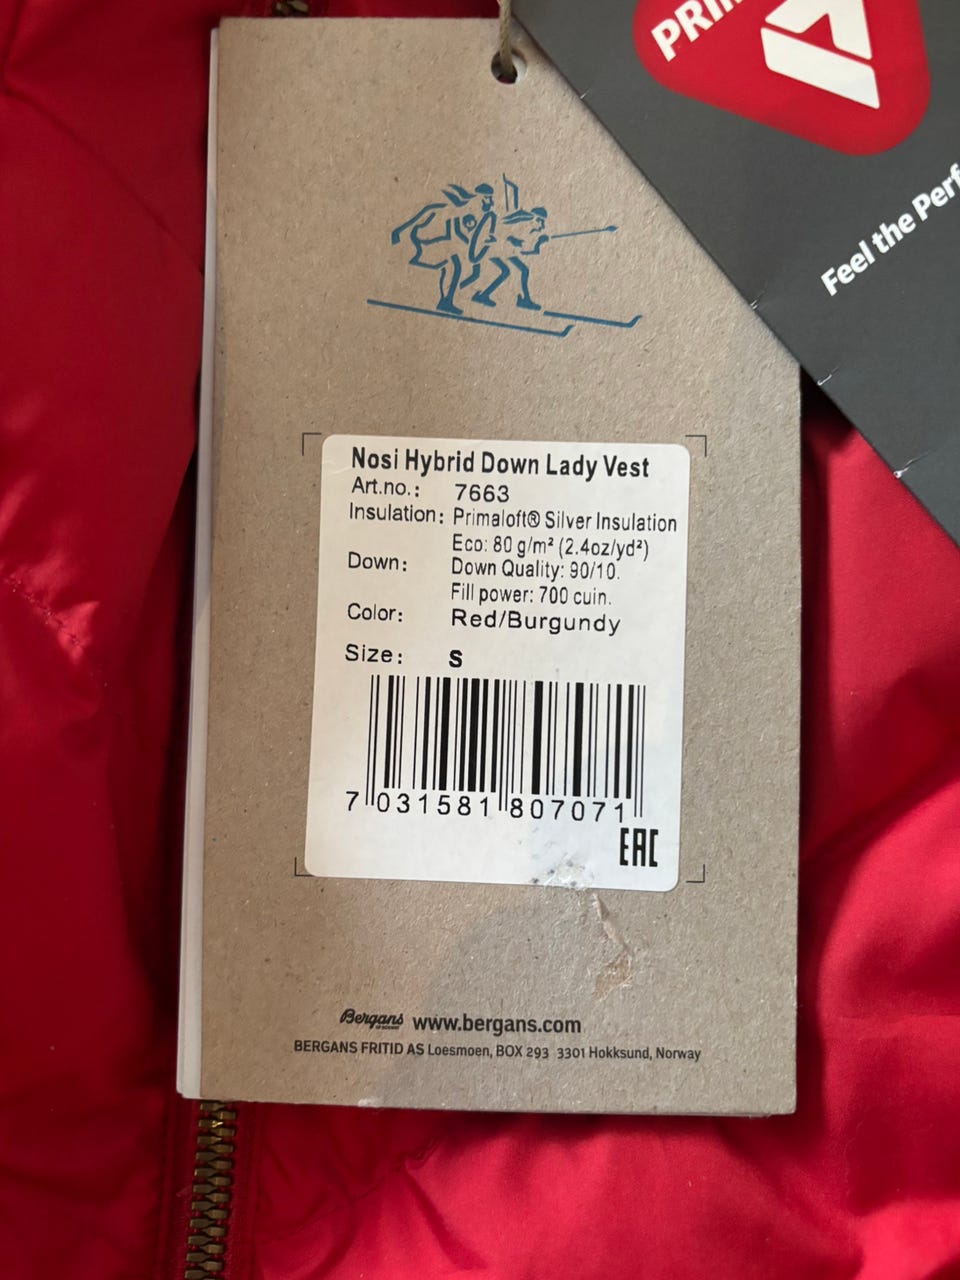 Feel the
Nosi Hybrid Down Lady Vest
Art.no.: 7663
Insulation: Primaloft® Silver Insulation
Eco: 80 g/m² (2.4oz/yd²)
Down: Down Quality: 90/10.
Fill power: 700 cuin.
Color: Red/Burgundy
Size: S
7 031581 807071
EAC
Bergans www.bergans.com
BERGANS FRITID AS Loesmoen, BOX 293 3301 Hokksund, Norway